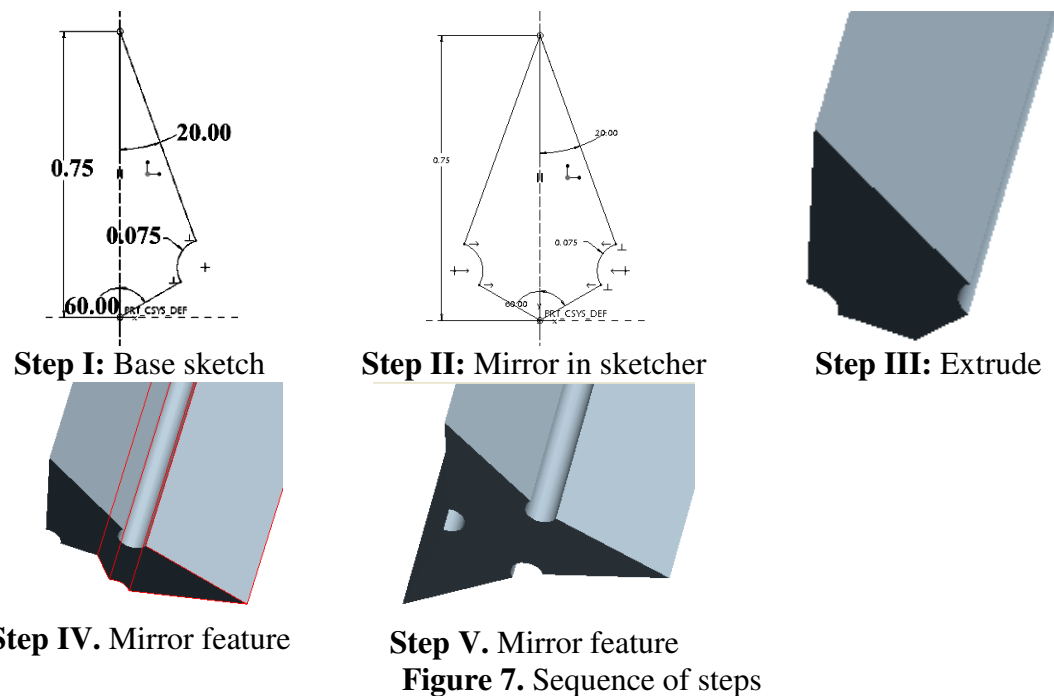 20.00
0.75
0.075
60.00 PRT_CSYS_DEF
x
20.00
0.75
0.075
60.00 Y
PRT_CSYS_DEF
x
Step I: Base sketch
Step II: Mirror in sketcher
Step III: Extrude
Step IV. Mirror feature
Step V. Mirror feature
Figure 7. Sequence of steps